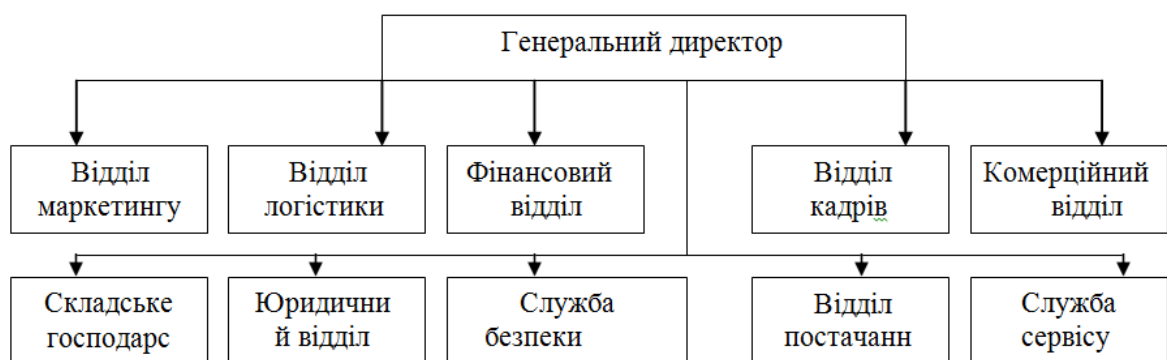 Генеральний директор
Відділ
маркетингу
Відділ
логістики
Фінансовий
відділ
Відділ
кадрів
Комерційний
відділ
Складське
господарс
Юридични
й відділ
Служба
безпеки
Відділ
постачанн
Служба
сервісу